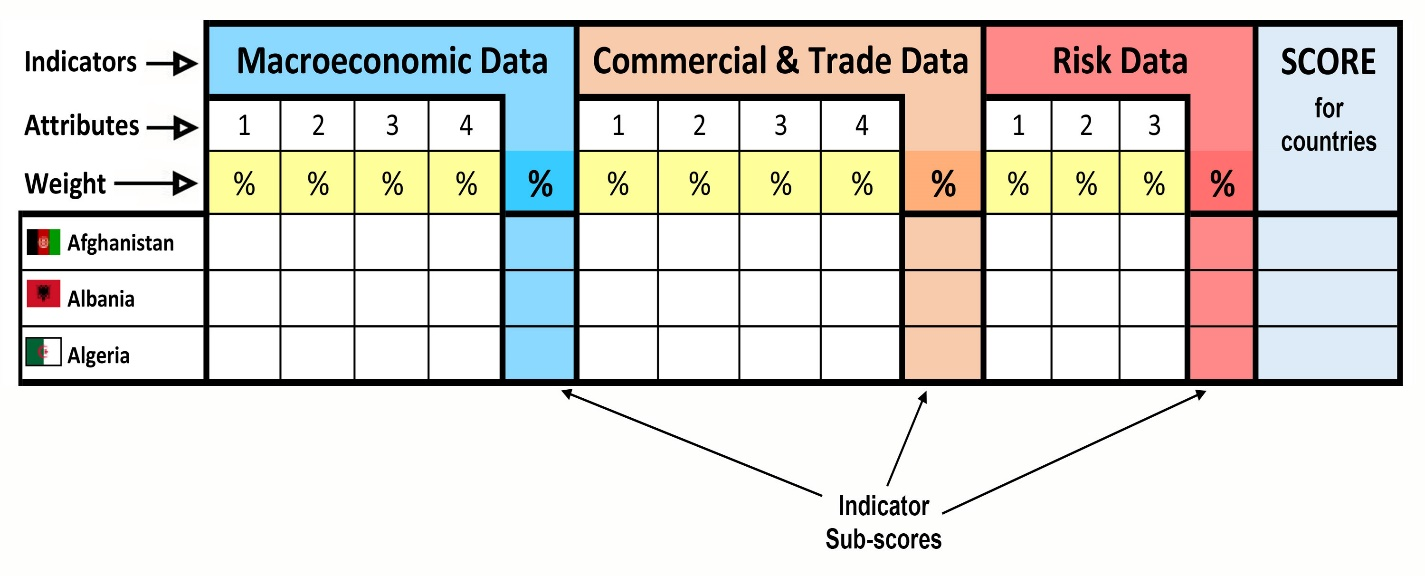 Indicators Macroeconomic Data Commercial & Trade Data Risk Data SCORE
for
countries
Attributes 1 2 3 4 1 2 3 4 1 2 3
Weight % % % % % % % % % % % % % %
Afghanistan
Albania
Algeria
Indicator
Sub-scores